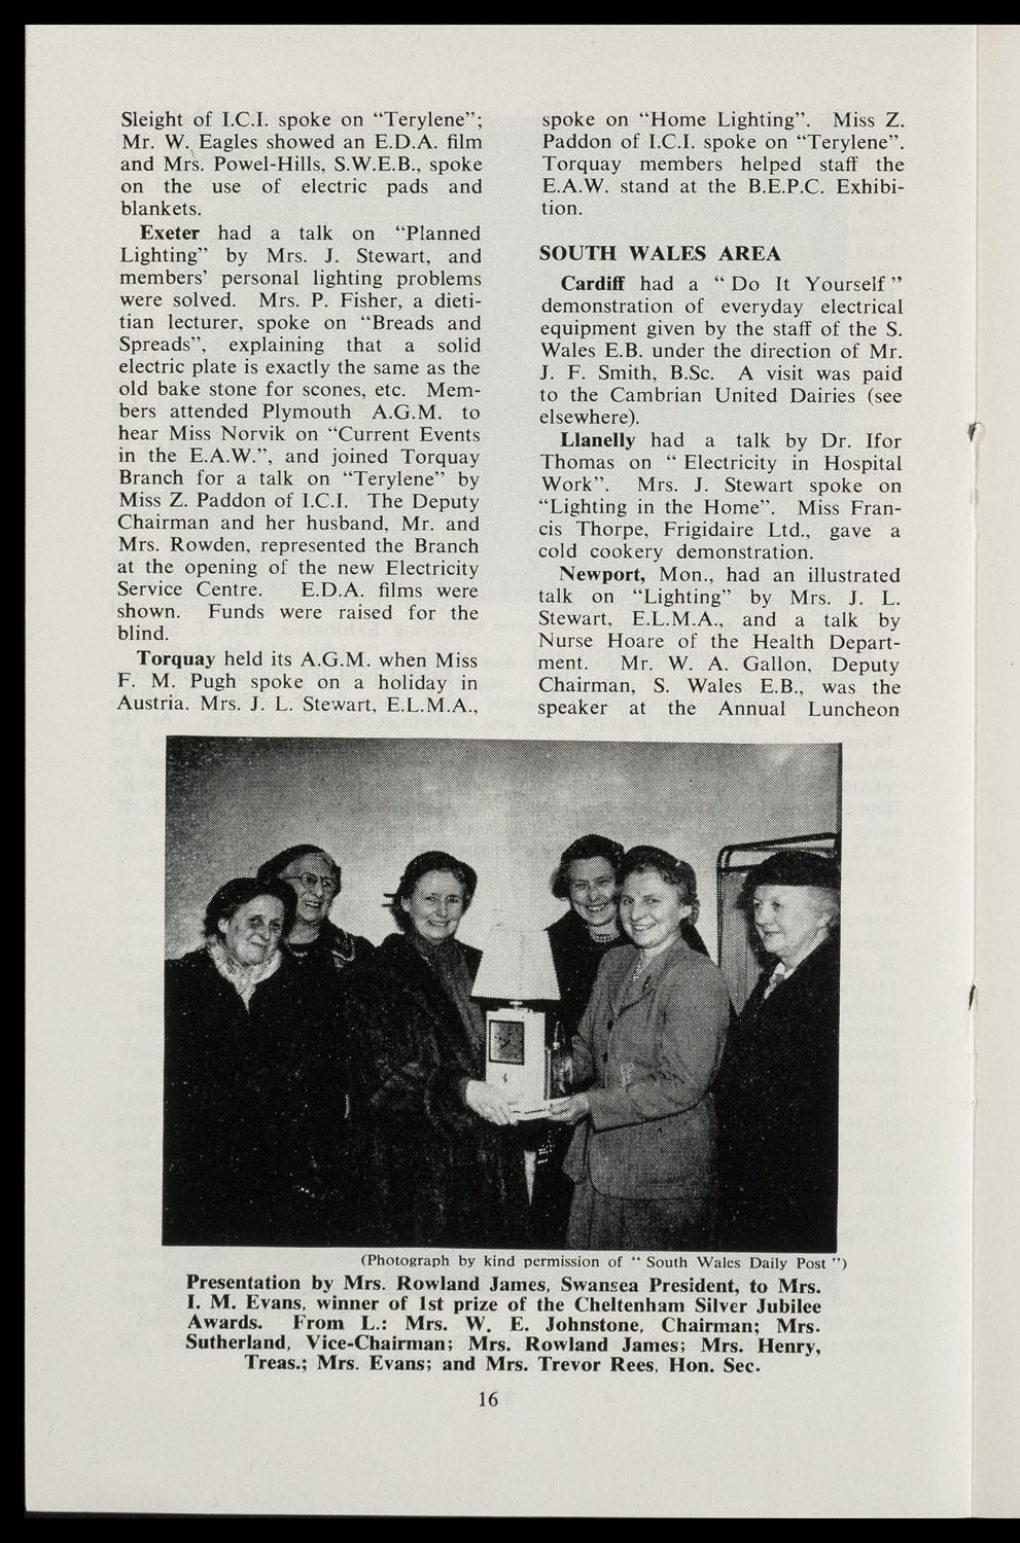 Sleight of I.C.I. spoke on “Terylene”;
Mr. W. Eagles showed an E.D.A. film
and Mrs. Powel-Hills, S.W.E.B., spoke
on the use of electric pads and
blankets.
Exeter had a talk on “Planned
Lighting” by Mrs. J. Stewart, and
members’ personal lighting problems
were solved. Mrs. P. Fisher, a dieti-
tian lecturer, spoke on “Breads and
Spreads”, explaining that a solid
electric plate is exactly the same as the
old bake stone for scones, etc. Mem-
bers attended Plymouth A.G.M. to
hear Miss Norvik on “Current Events
in the E.A.W.”, and joined Torquay
Branch for a talk on “Terylene” by
Miss Z. Paddon of I.C.I. The Deputy
Chairman and her husband, Mr. and
Mrs. Rowden, represented the Branch
at the opening of the new Electricity
Service Centre. E.D.A. films were
shown. Funds were raised for the
blind.
Torquay held its A.G.M. when Miss
F. M. Pugh spoke on a holiday in
Austria. Mrs. J. L. Stewart, E.L.M.A.,
spoke on “Home Lighting”. Miss Z.
Paddon of I.C.I. spoke on “Terylene”.
Torquay members helped staff the
E.A.W. stand at the B.E.P.C. Exhibi-
tion.
SOUTH WALES AREA
Cardiff had a “ Do It Yourself ”
demonstration of everyday electrical
equipment given by the staff of the S.
Wales E.B. under the direction of Mr.
J. F. Smith, B.Sc. A visit was paid
to the Cambrian United Dairies (see
elsewhere).
Llanelly had a talk by Dr. Ifor
Thomas on “ Electricity in Hospital
Work”. Mrs. J. Stewart spoke on
“Lighting in the Home”. Miss Fran-
cis Thorpe, Frigidaire Ltd., gave a
cold cookery demonstration.
Newport, Mon., had an illustrated
talk on “Lighting” by Mrs. J. L.
Stewart, E.L.M.A., and a talk by
Nurse Hoare of the Health Depart-
ment. Mr. W. A. Gallon, Deputy
Chairman, S. Wales E.B., was the
speaker at the Annual Luncheon
(Photograph by kind permission of “ South Wales Daily Post ”)
Presentation by Mrs. Rowland James, Swansea President, to Mrs.
I. M. Evans, winner of 1st prize of the Cheltenham Silver Jubilee
Awards. From L.: Mrs. W. E. Johnstone, Chairman; Mrs.
Sutherland, Vice-Chairman; Mrs. Rowland James; Mrs. Henry,
Treas.; Mrs. Evans; and Mrs. Trevor Rees, Hon. Sec.
16